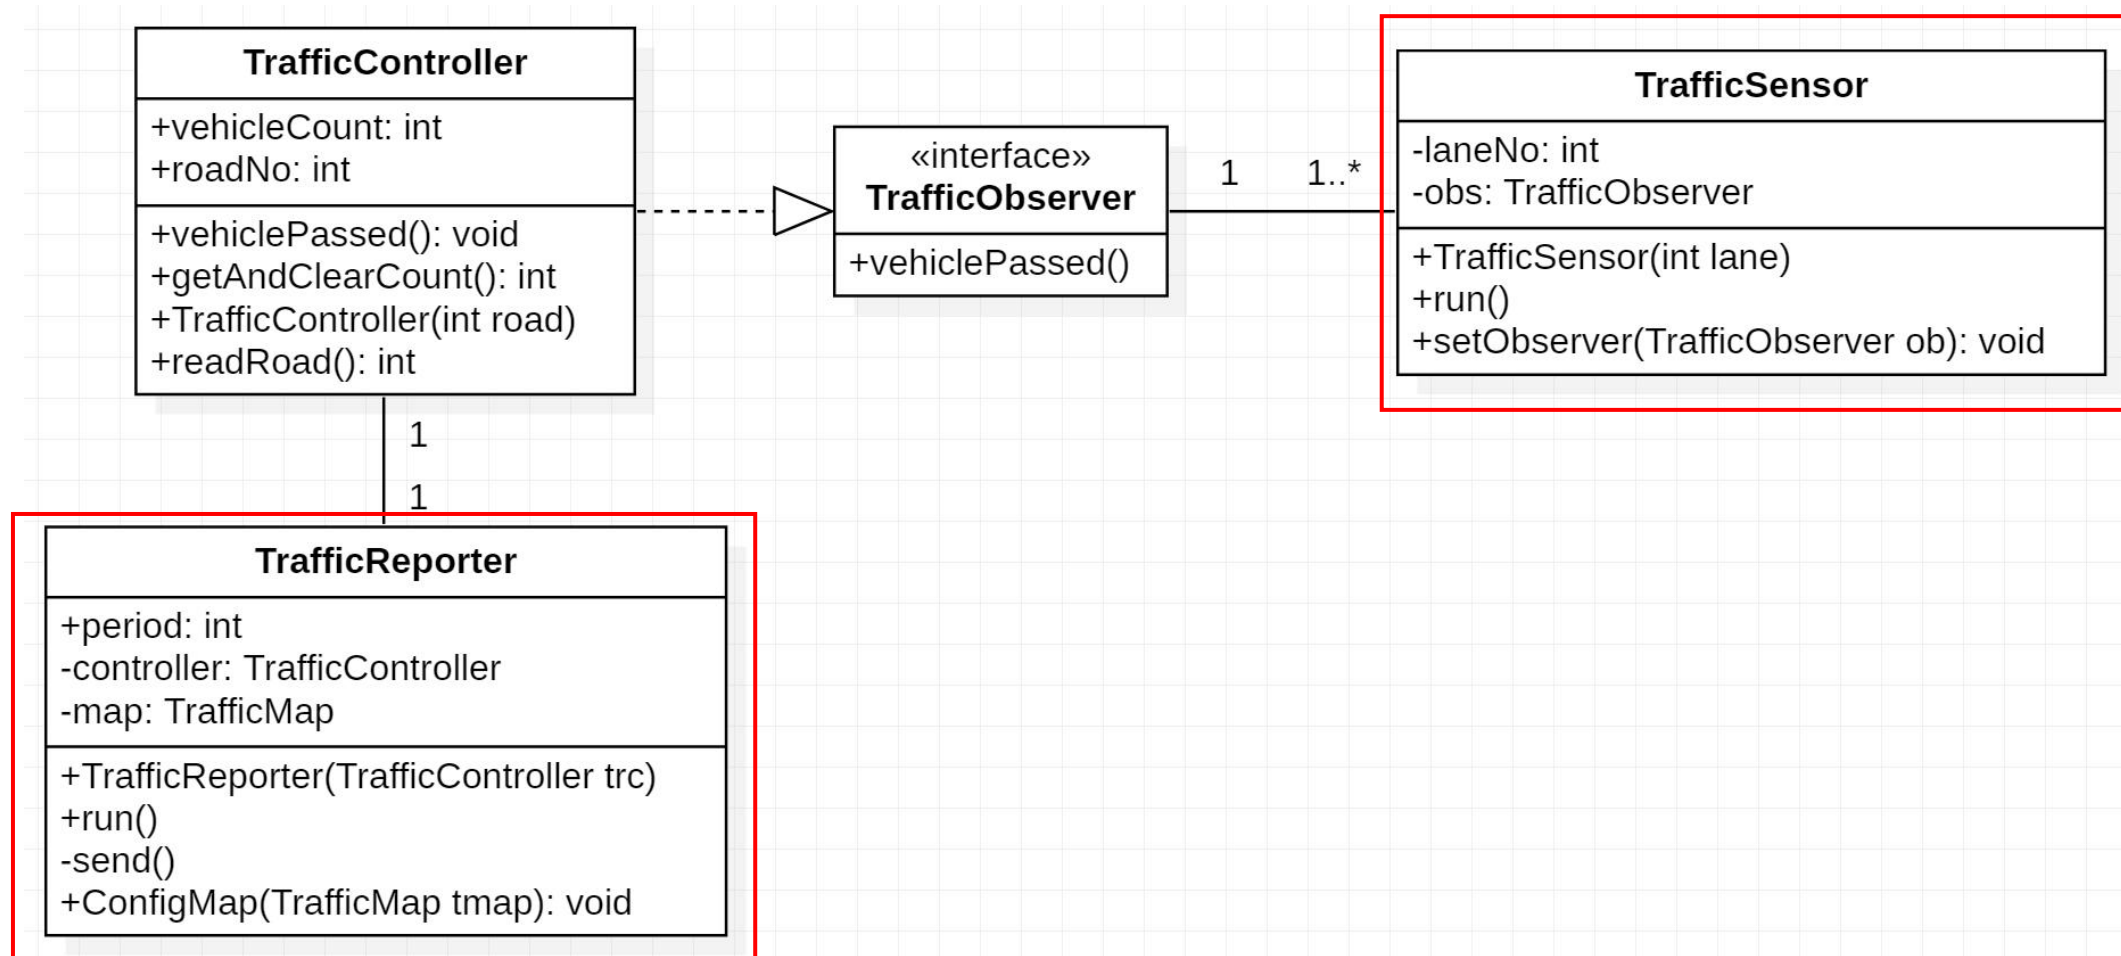 TrafficController
+vehicleCount: int
+roadNo: int
+vehiclePassed(): void
+getAndClearCount(): int
+TrafficController(int road)
+readRoad(): int
«interface»
TrafficObserver
+vehiclePassed()
1
1..*
TrafficSensor
-laneNo: int
-obs: TrafficObserver
+TrafficSensor(int lane)
+run()
+setObserver(TrafficObserver ob): void
1
1
TrafficReporter
+period: int
-controller: TrafficController
-map: TrafficMap
+TrafficReporter(TrafficController trc)
+run()
-send()
+ConfigMap(TrafficMap tmap): void